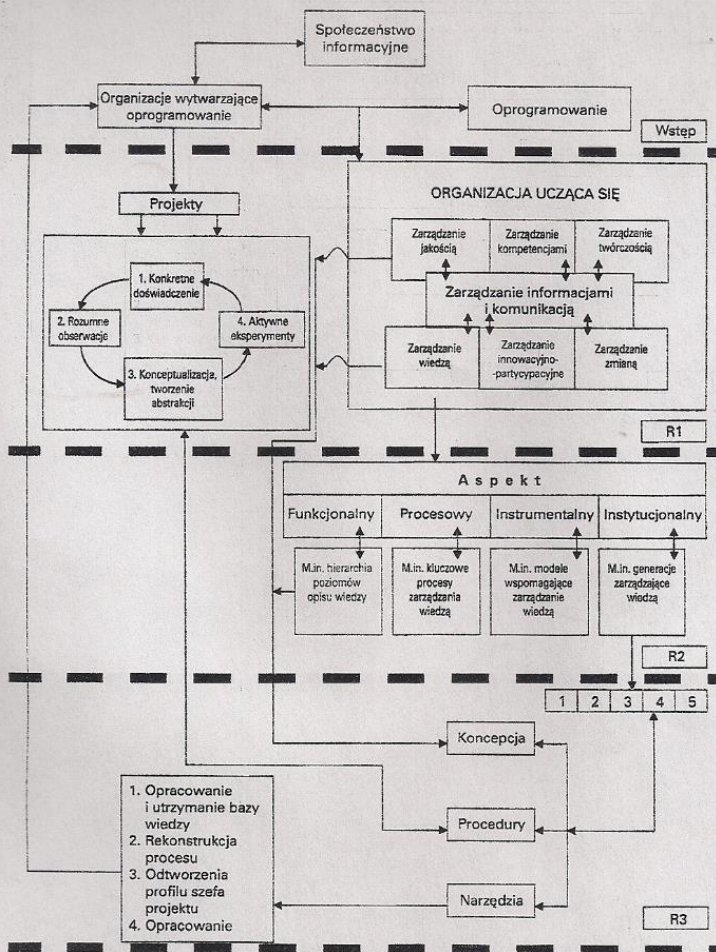 Społeczeństwo
informacyjne
Organizacje wytwarzające
oprogramowanie
Oprogramowanie
Wstęp
Projekty
1. Konkretne
doświadczenie
2. Rozumne
obserwacje
4. Aktywne
eksperymenty
3. Konceptualizacja,
tworzenie
abstrakcji
ORGANIZACJA UCZĄCA SIĘ
Zarządzanie
jakością
Zarządzanie
kompetencjami
Zarządzanie
twórczością
Zarządzanie informacjami
i komunikacją
Zarządzanie
wiedzą
Zarządzanie
innowacyjno-
-partycypacyjne
Zarządzanie
zmianą
R1
Aspekt
Funkcjonalny
Procesowy
Instrumentalny
Instytucjonalny
M.in. hierarchia
poziomów
opisu wiedzy
M.in. kluczowe
procesy
zarządzania
wiedzą
M.in. modele
wspomagające
zarządzanie
wiedzą
M.in. generacje
zarządzające
wiedzą
R2
1 2 3 4 5
Koncepcja
Procedury
Narzędzia
1. Opracowanie
i utrzymanie bazy
wiedzy
2. Rekonstrukcja
procesu
3. Odtworzenia
profilu szefa
projektu
4. Opracowanie
R3